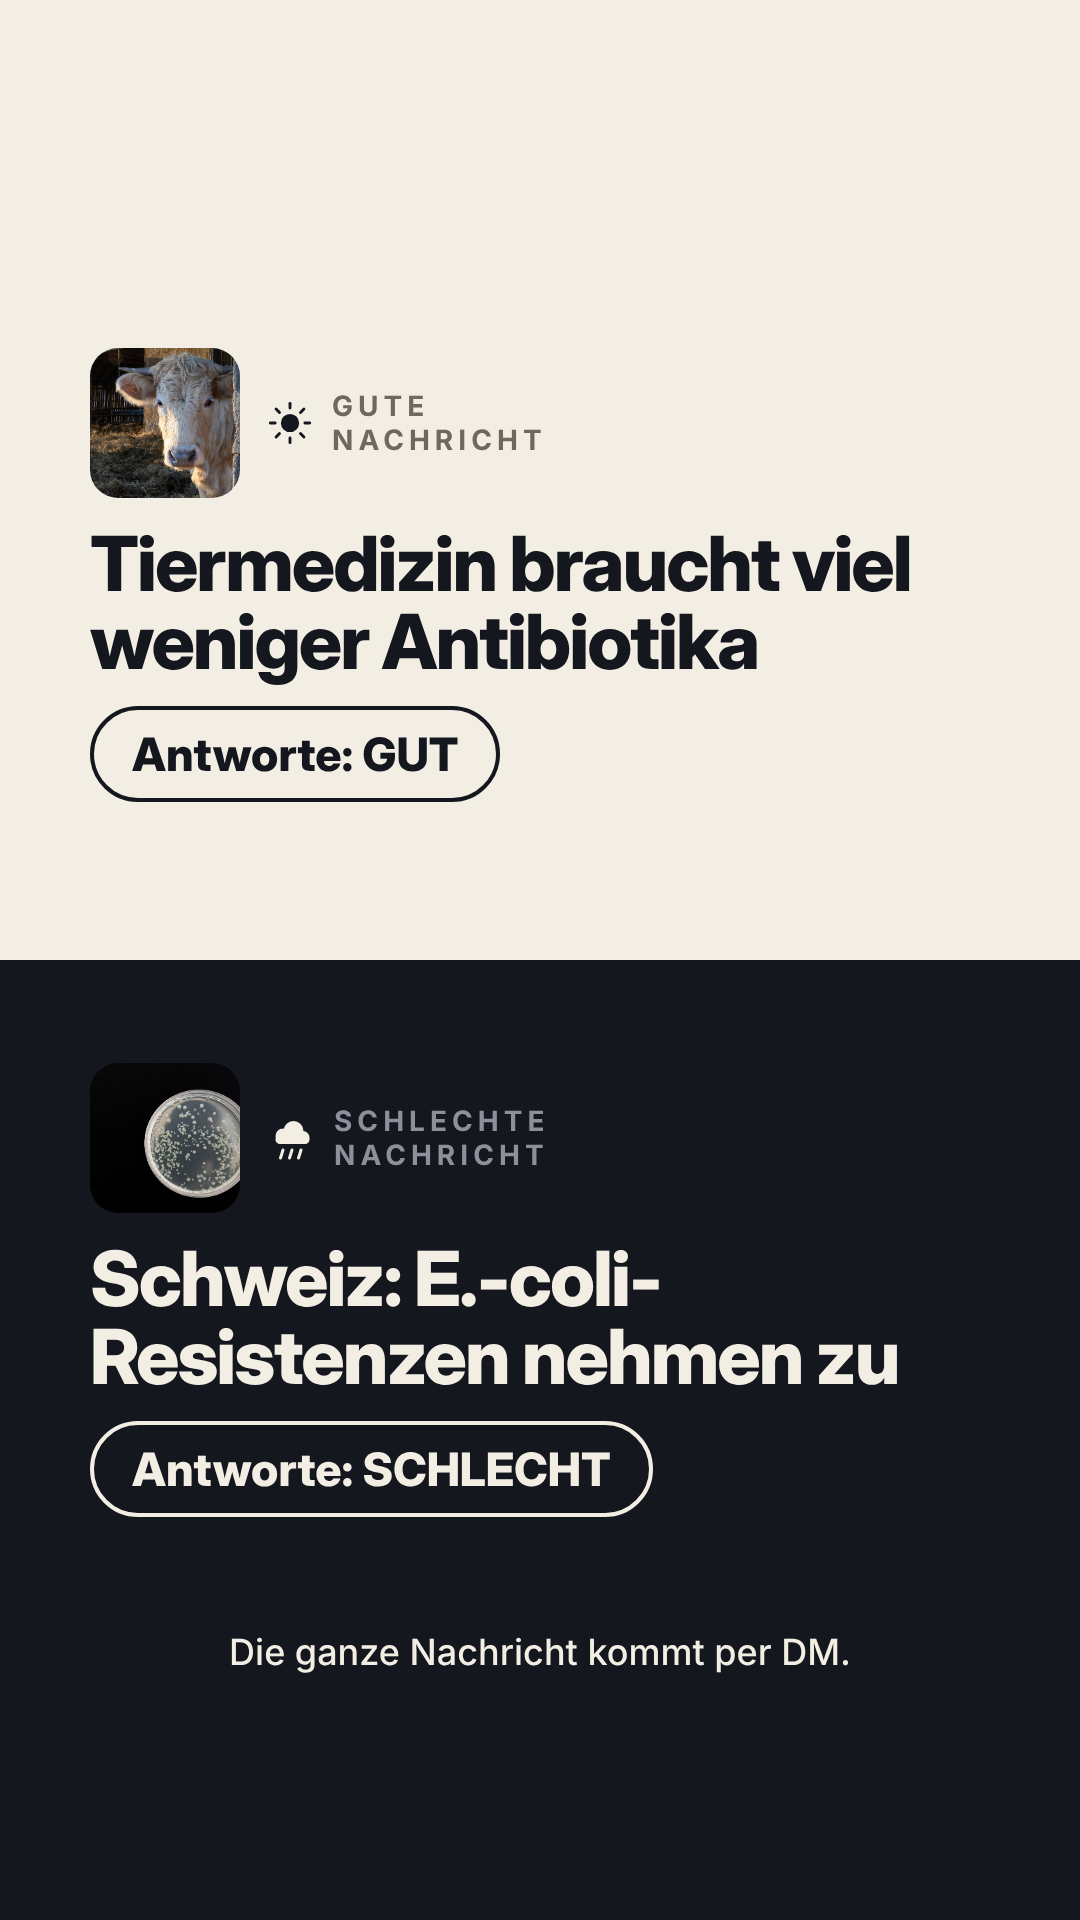 GUTE
NACHRICHT
Tiermedizin braucht viel
weniger Antibiotika
Antworte: GUT
SCHLECHTE
NACHRICHT
Schweiz: E.-coli-
Resistenzen nehmen zu
Antworte: SCHLECHT
Die ganze Nachricht kommt per DM.